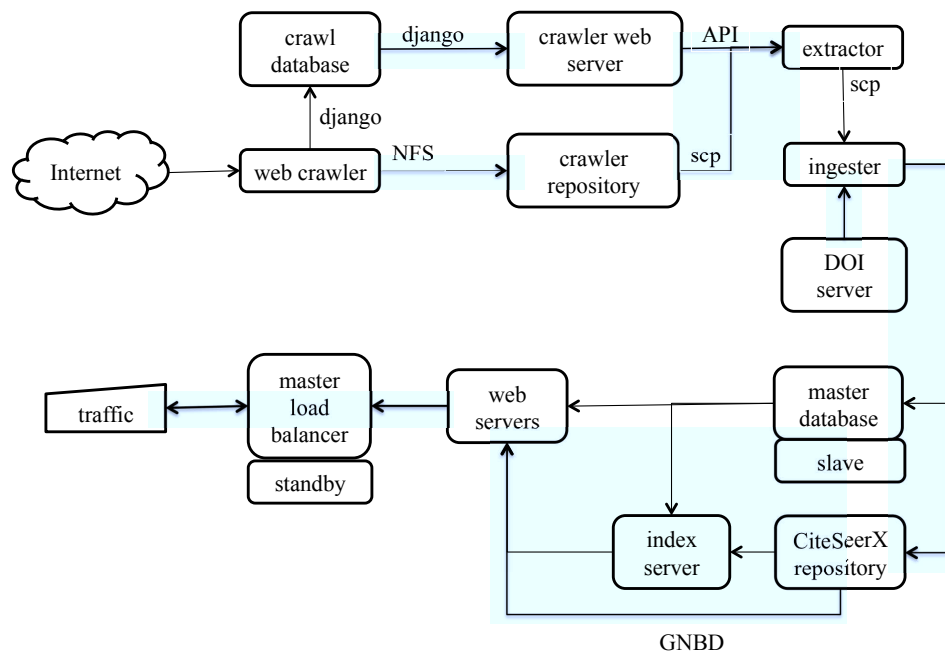 crawl
database
django
crawler web
server
API
extractor
scp
django
Internet
web crawler
NFS
crawler
repository
scp
ingester
DOI
server
traffic
master
load
balancer
standby
web
servers
master
database
slave
index
server
CiteSeerX
repository
GNBD